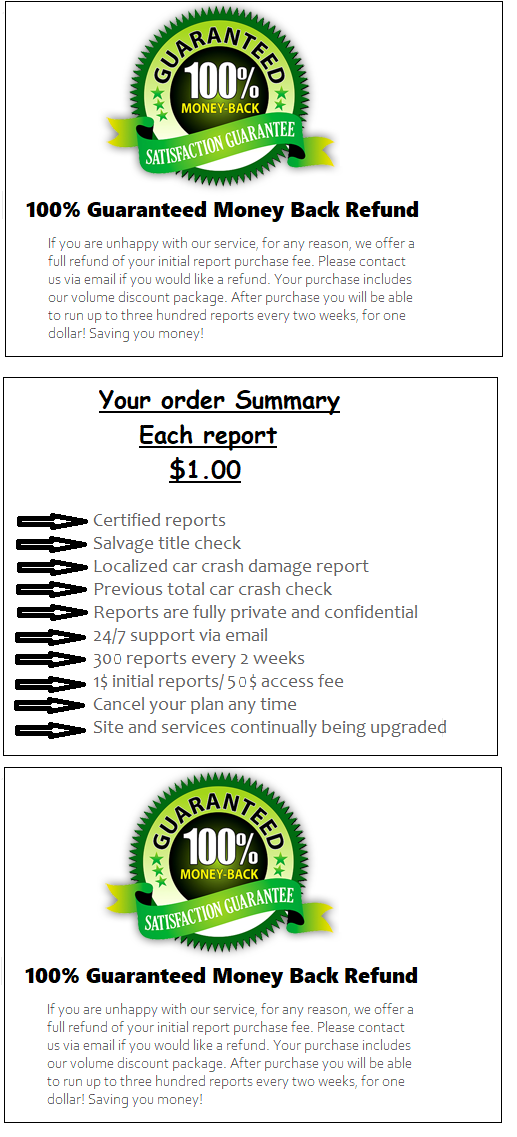 GUARANTEED
100%
MONEY-BACK
SATISFACTION GUARANTEE
100% Guaranteed Money Back Refund
If you are unhappy with our service, for any reason, we offer a
full refund of your initial report purchase fee. Please contact
us via email if you would like a refund. Your purchase includes
our volume discount package. After purchase you will be able
to run up to three hundred reports every two weeks, for one
dollar! Saving you money!
Your order Summary
Each report
$1.00
Certified reports
Salvage title check
Localized car crash damage report
Previous total car crash check
Reports are fully private and confidential
24/7 support via email
300 reports every 2 weeks
1$ initial reports/ 50$ access fee
Cancel your plan any time
Site and services continually being upgraded
GUARANTEED
100%
MONEY-BACK
SATISFACTION GUARANTEE
100% Guaranteed Money Back Refund
If you are unhappy with our service, for any reason, we offer a
full refund of your initial report purchase fee. Please contact
us via email if you would like a refund. Your purchase includes
our volume discount package. After purchase you will be able
to run up to three hundred reports every two weeks, for one
dollar! Saving you money!